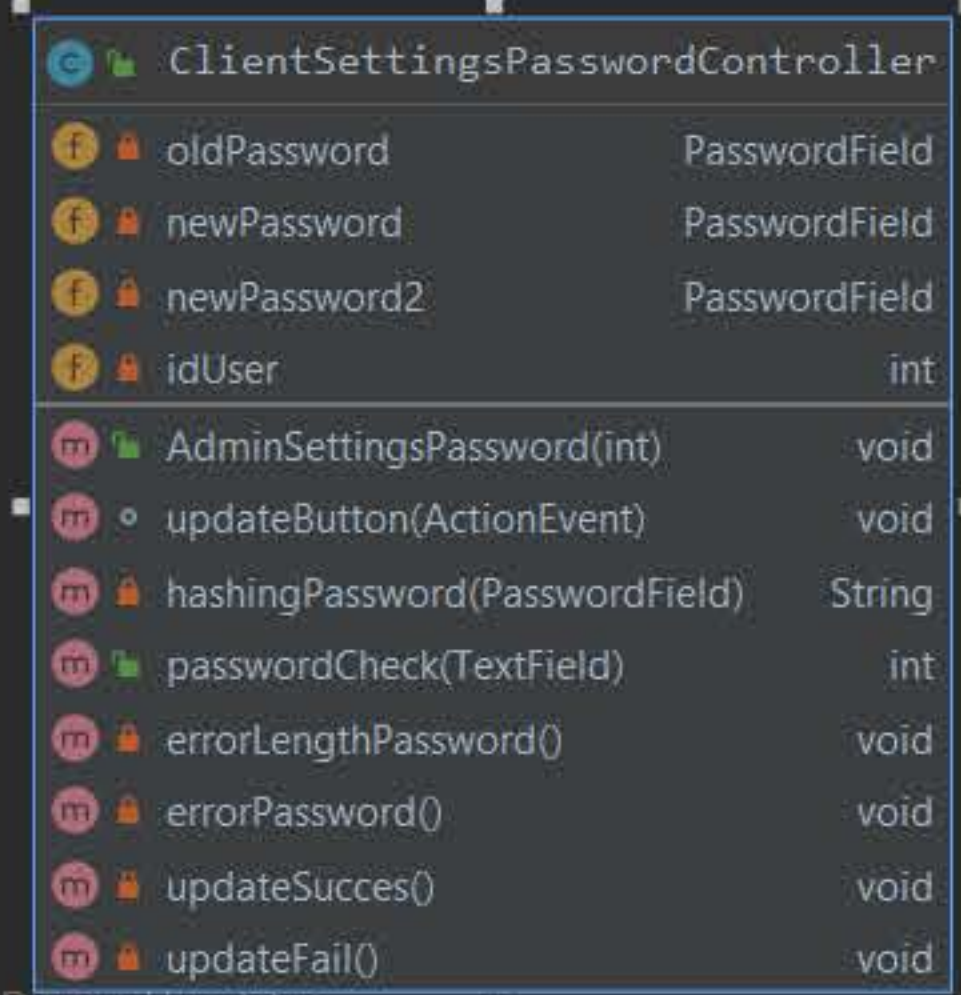 C ClientSettingsPasswordController
f oldPassword PasswordField
f newPassword PasswordField
f newPassword2 PasswordField
f idUser int
m AdminSettingsPassword(int) void
m updateButton(ActionEvent) void
m hashingPassword(PasswordField) String
m passwordCheck(TextField) int
m errorLengthPassword() void
m errorPassword() void
m updateSucces() void
m updateFail() void